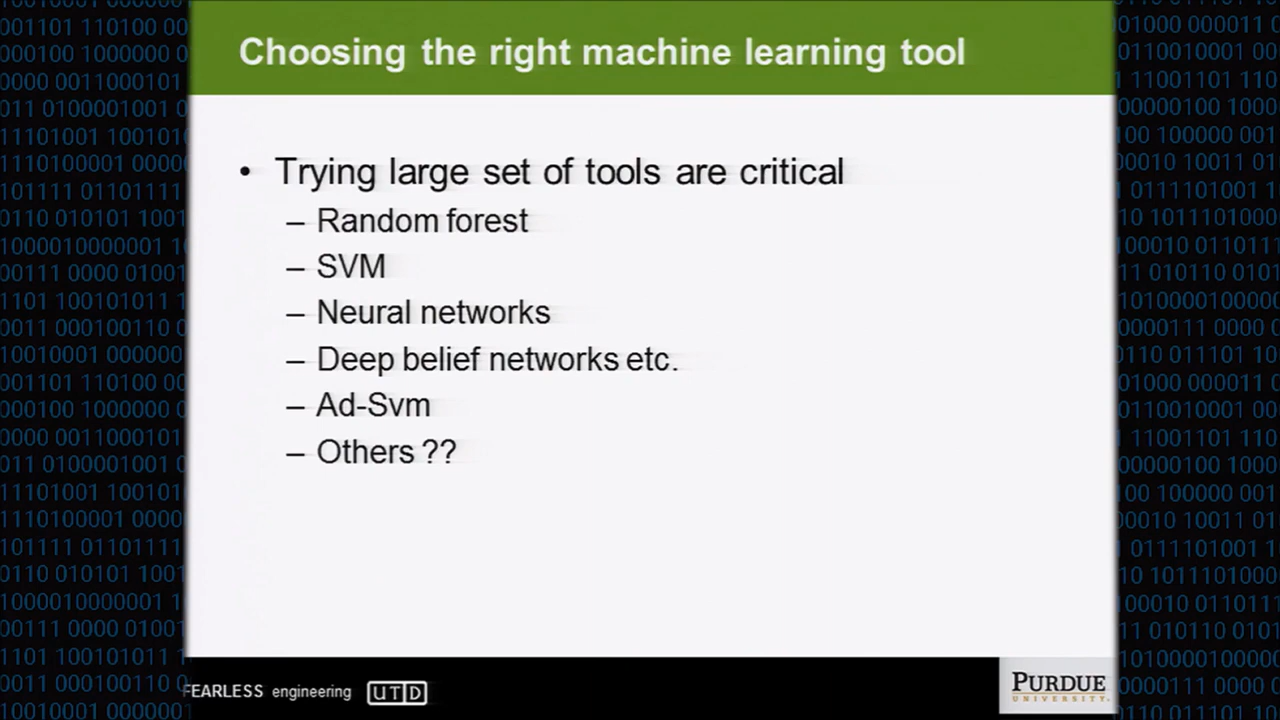 Choosing the right machine learning tool
• Trying large set of tools are critical
– Random forest
– SVM
– Neural networks
– Deep belief networks etc.
– Ad-Svm
– Others ??
FEARLESS engineering UTD
PURDUE
UNIVERSITY